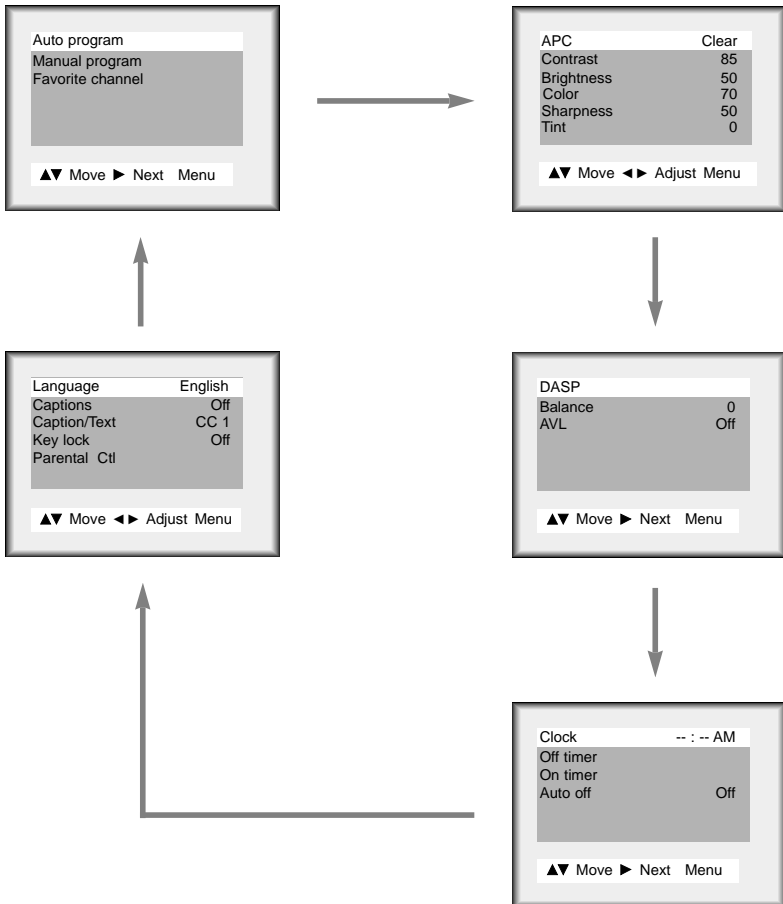 Auto program
Manual program
Favorite channel
▲▼ Move ► Next Menu
APC Clear
Contrast 85
Brightness 50
Color 70
Sharpness 50
Tint 0
▲▼ Move ◄► Adjust Menu
Language English
Captions Off
Caption/Text CC 1
Key lock Off
Parental Ctl
▲▼ Move ◄► Adjust Menu
DASP
Balance 0
AVL Off
▲▼ Move ► Next Menu
Clock -- : -- AM
Off timer
On timer
Auto off Off
▲▼ Move ► Next Menu